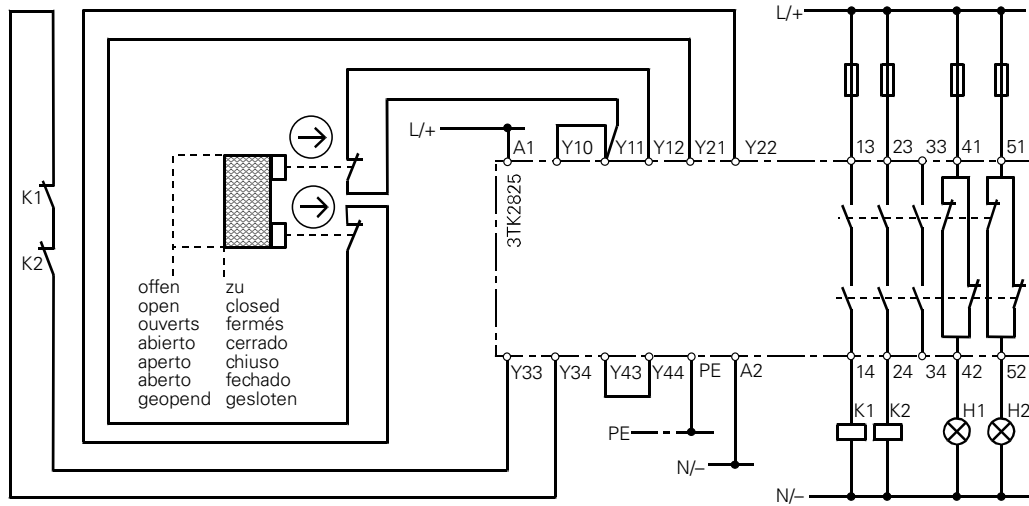 L/+
L/+
A1
Y10
Y11
Y12
Y21
Y22
13
23
33
41
51
3TK2825
K1
K2
offen zu
open closed
ouverts fermés
abierto cerrado
aperto chiuso
aberto fechado
geopend gesloten
Y33
Y34
Y43
Y44
PE
A2
14
24
34
42
52
K1
K2
H1
H2
PE
N/–
N/–